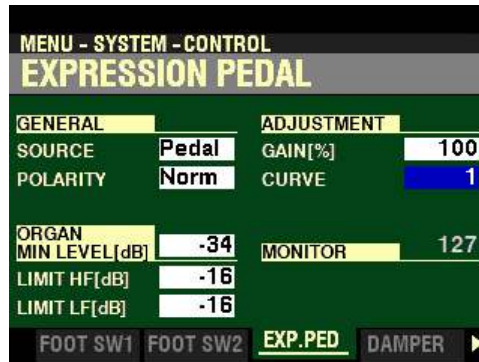 MENU - SYSTEM - CONTROL
EXPRESSION PEDAL
GENERAL
SOURCE Pedal
POLARITY Norm
ADJUSTMENT
GAIN[%] 100
CURVE 1
ORGAN
MIN LEVEL[dB] -34
LIMIT HF[dB] -16
LIMIT LF[dB] -16
MONITOR 127
FOOT SW1 FOOT SW2 EXP.PED DAMPER